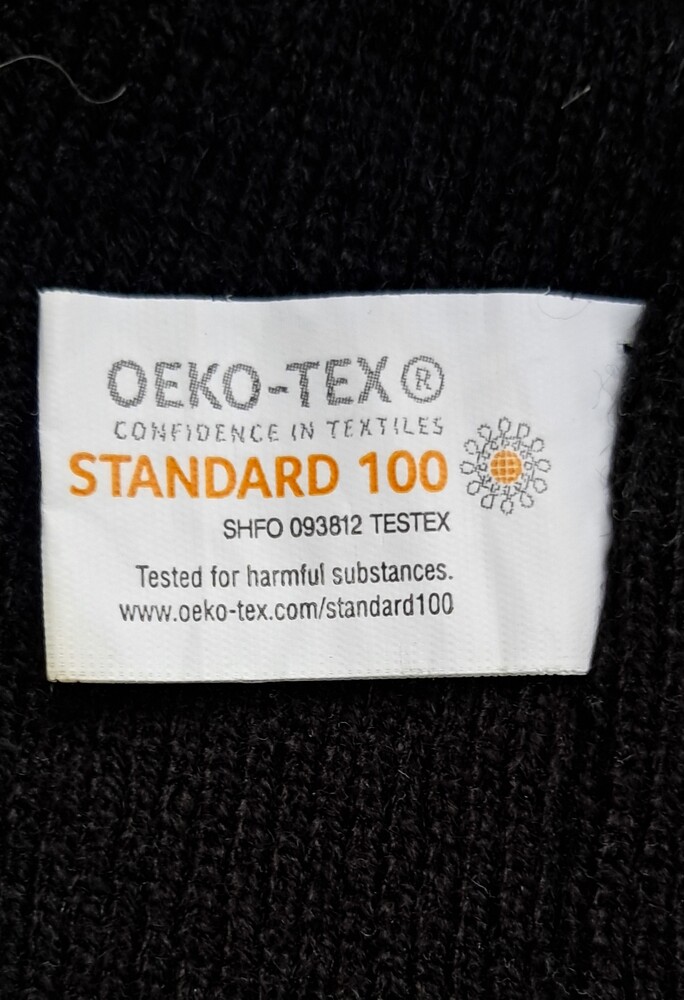 OEKO-TEX®
CONFIDENCE IN TEXTILES
STANDARD 100
SHFO 093812 TESTEX
Tested for harmful substances.
www.oeko-tex.com/standard100